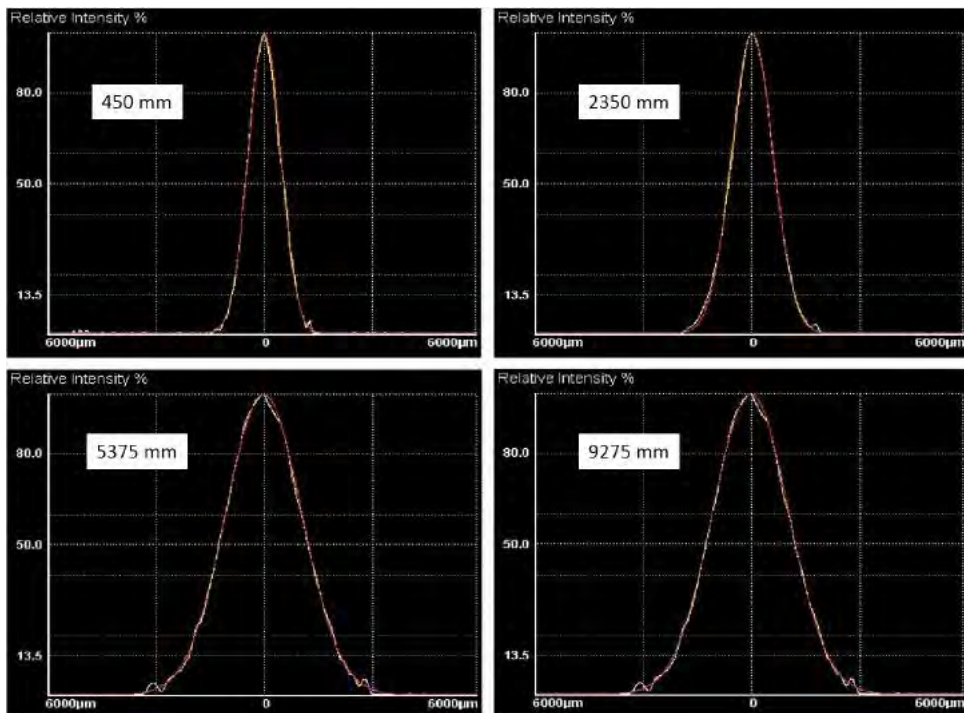 Relative Intensity %
80.0
450 mm
50.0
13.5
6000µm 0 6000µm
Relative Intensity %
80.0
2350 mm
50.0
13.5
6000µm 0 6000µm
Relative Intensity %
80.0
5375 mm
50.0
13.5
6000µm 0 6000µm
Relative Intensity %
80.0
9275 mm
50.0
13.5
6000µm 0 6000µm